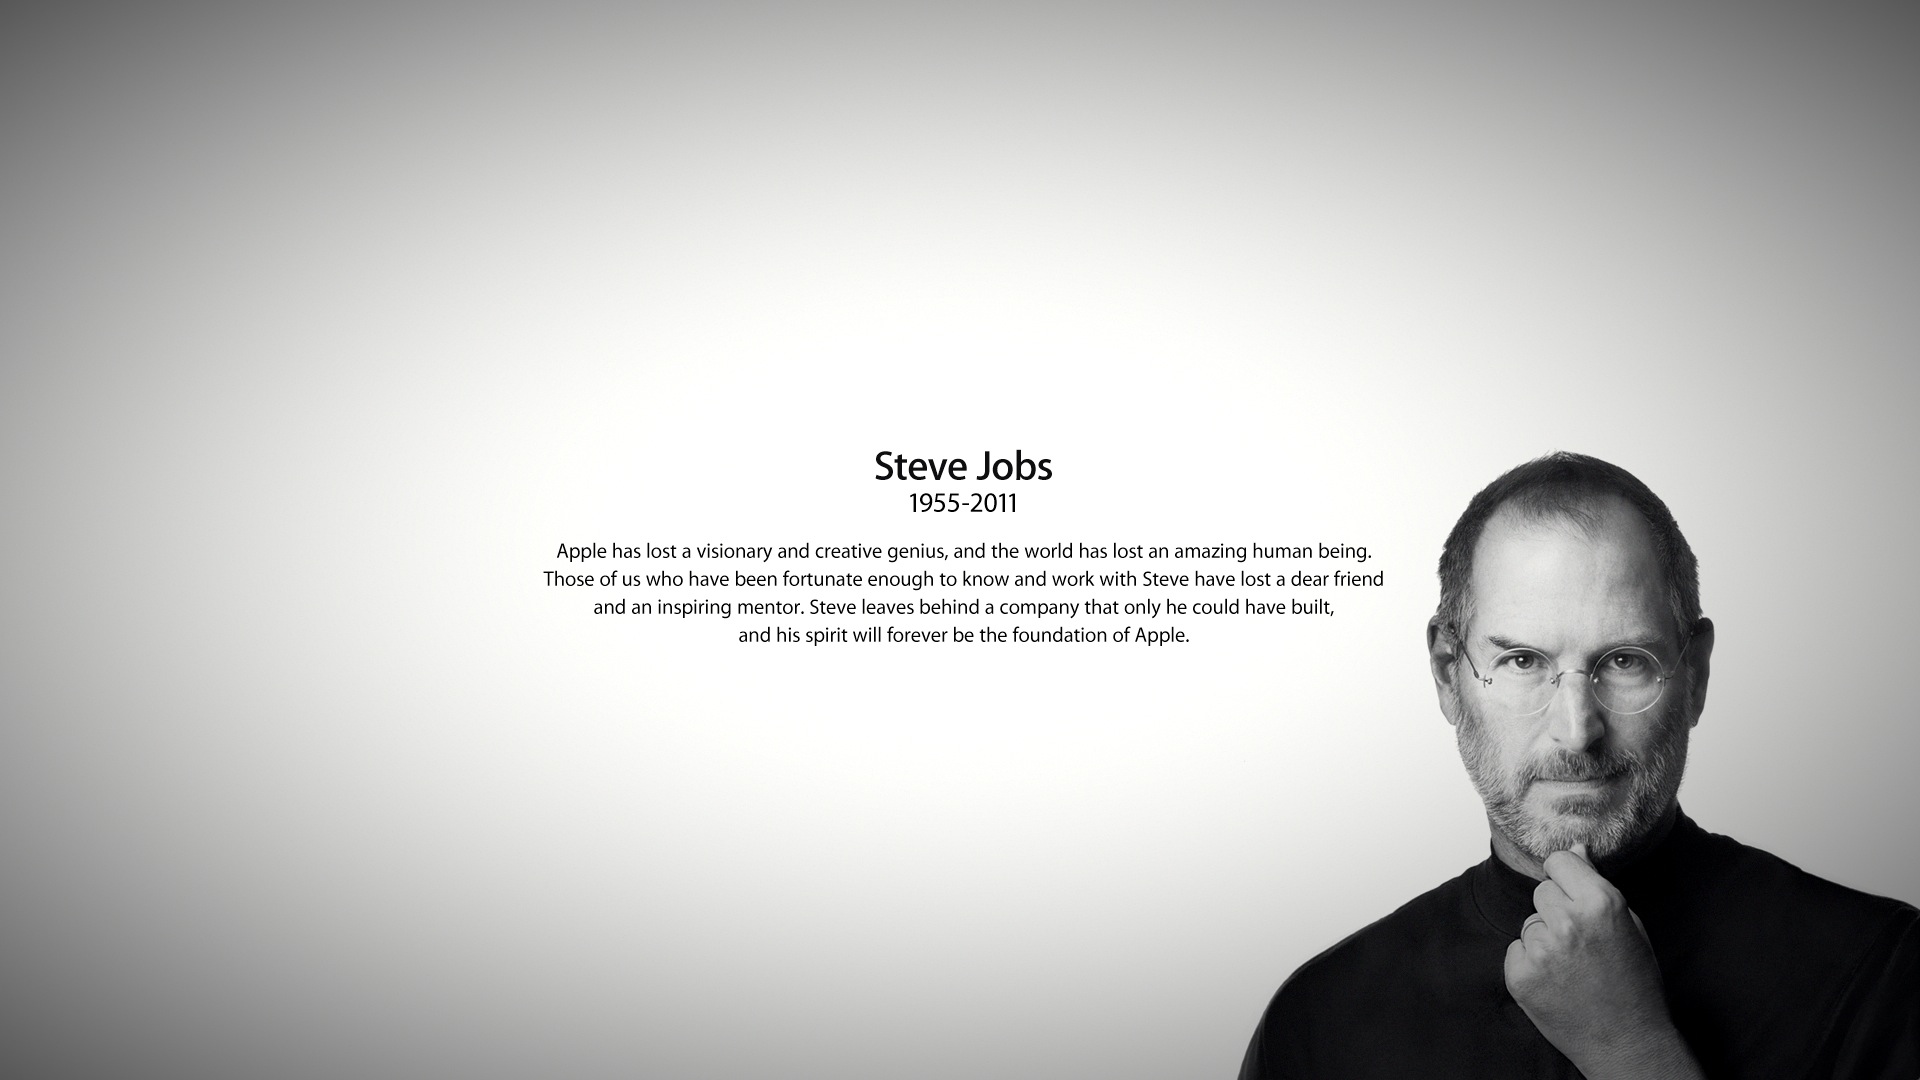 Steve Jobs
1955-2011
Apple has lost a visionary and creative genius, and the world has lost an amazing human being.
Those of us who have been fortunate enough to know and work with Steve have lost a dear friend
and an inspiring mentor. Steve leaves behind a company that only he could have built,
and his spirit will forever be the foundation of Apple.